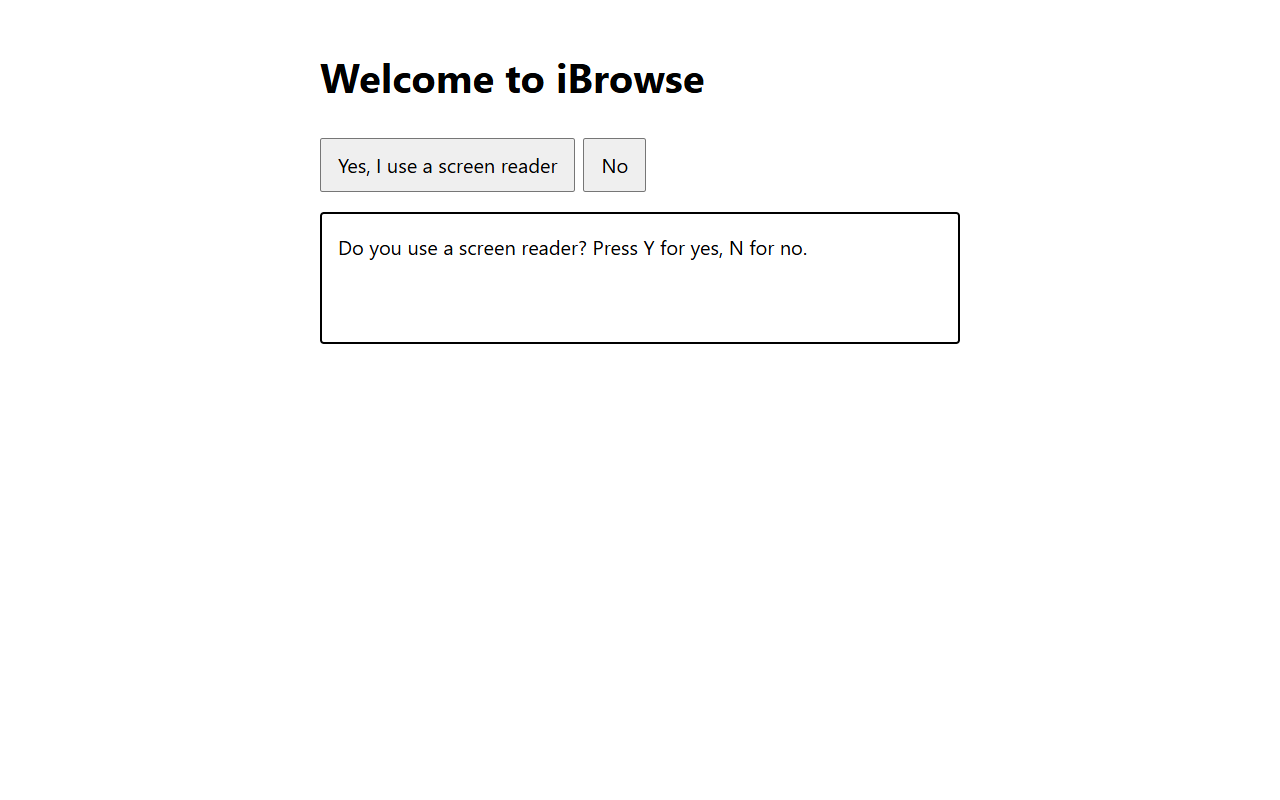 Welcome to iBrowse
Yes, I use a screen reader
No
Do you use a screen reader? Press Y for yes, N for no.